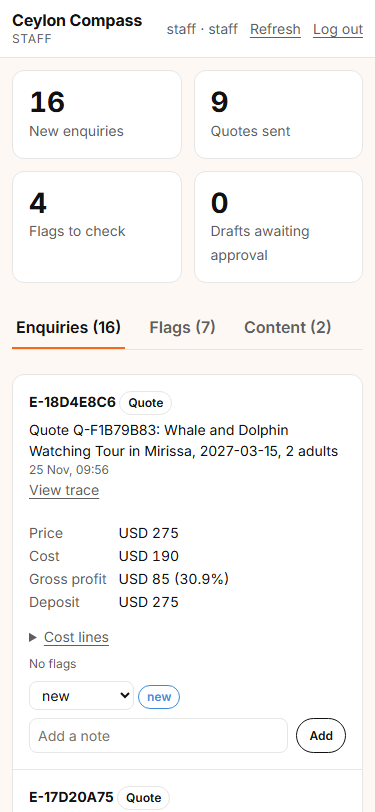 Ceylon Compass
STAFF
staff · staff Refresh Log out
16
New enquiries
9
Quotes sent
4
Flags to check
0
Drafts awaiting
approval
Enquiries (16) Flags (7) Content (2)
E-18D4E8C6 Quote
Quote Q-F1B79B83: Whale and Dolphin
Watching Tour in Mirissa, 2027-03-15, 2 adults
25 Nov, 09:56
View trace
Price USD 275
Cost USD 190
Gross profit USD 85 (30.9%)
Deposit USD 275
Cost lines
No flags
new new
Add a note Add
E-17D20A75 Quote